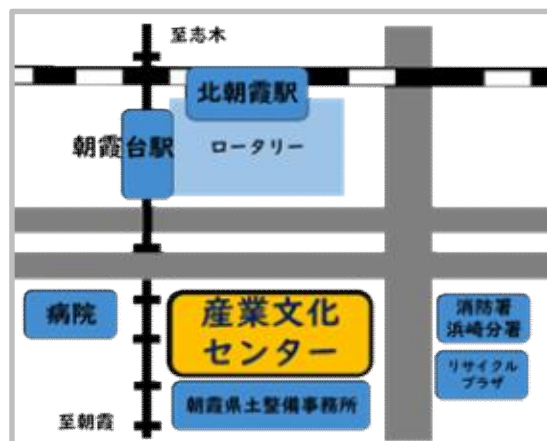 至志木
北朝霞駅
朝霞台駅
ロータリー
病院
産業文化
センター
消防署
浜崎分署
リサイクル
プラザ
朝霞県土整備事務所
至朝霞